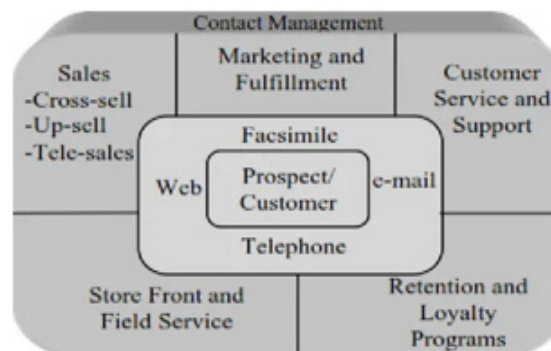 Contact Management
Sales
-Cross-sell
-Up-sell
-Tele-sales
Marketing and
Fulfillment
Customer
Service and
Support
Facsimile
Web
Prospect/
Customer
e-mail
Telephone
Store Front and
Field Service
Retention and
Loyalty
Programs